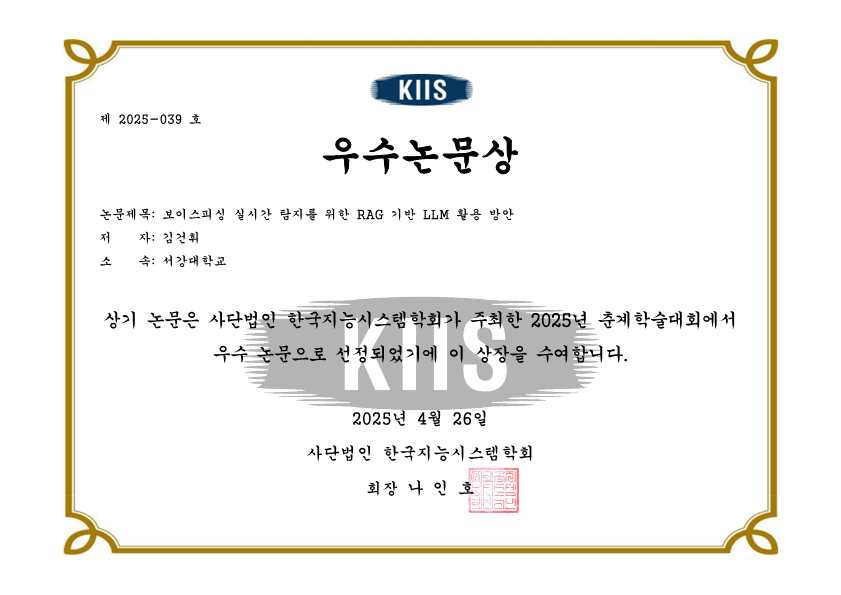 KIIS
제 2025-039 호
우수논문상
논문제목: 보이스피싱 실시간 탐지를 위한 RAG 기반 LLM 활용 방안
저 자: 김건휘
소 속: 서강대학교
상기 논문은 사단법인 한국지능시스템학회가 주최한 2025년 춘계학술대회에서
우수 논문으로 선정되었기에 이 상장을 수여합니다.
KIIS
2025년 4월 26일
사단법인 한국지능시스템학회
회장 나 인 호